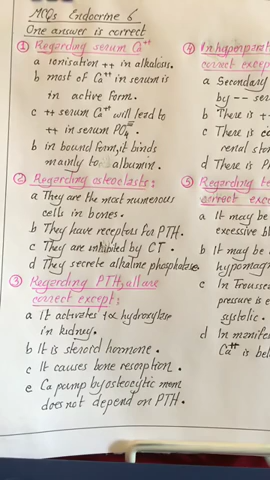 MCQs Endocrine 6
One answer is correct
① Regarding serum Ca++
a ionisation ↑↑ in alkalosis.
b most of Ca++ in serum is
in active form.
c ↑↑ serum Ca++ will lead to
↑↑ in serum PO4.
b in bound form, it binds
mainly to albumin.
② Regarding osteoclasts:
a They are the most numerous
cells in bones.
b They have receptors for PTH.
c They are inhibited by CT.
d They secrete alkaline phosphatase
③ Regarding PTH, all are
correct except:
a It activates 1α hydroxylase
in kidney.
b It is steroid hormone.
c It causes bone resorption.
e Ca pump by osteocytic mem
does not depend on PTH.
④ In hypoparat
correct excep
a Secondary
by -- ser
b There is
c There is
renal ston
d There is
⑤ Regarding te
correct exce
a It may be
excessive
b It may be
hypomagn
c In Trousse
pressure is e
systolic.
d In manifes
Ca++ is bel